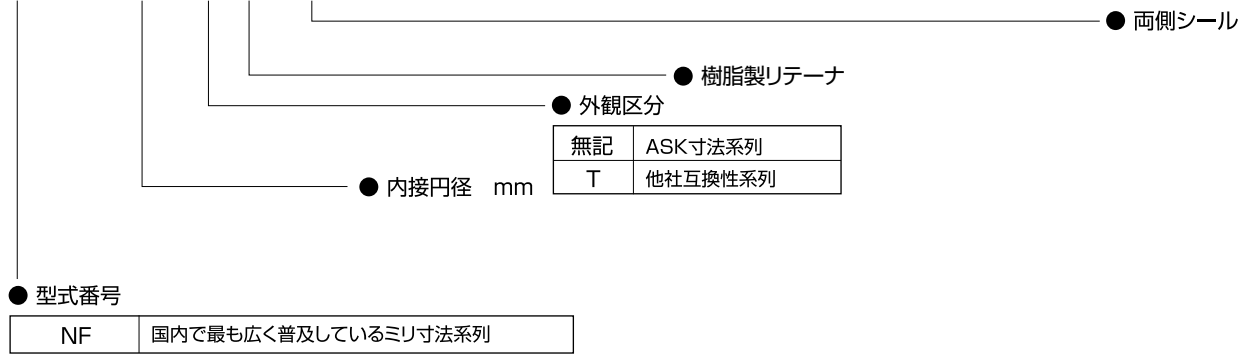 ● 両側シール
● 樹脂製リテーナ
● 外観区分
無記 ASK寸法系列
T 他社互換性系列
● 内接円径 mm
● 型式番号
NF 国内で最も広く普及しているミリ寸法系列